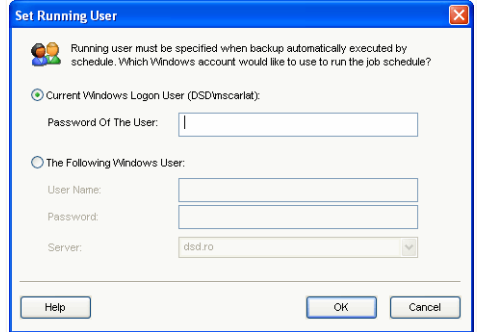 Set Running User
Running user must be specified when backup automatically executed by
schedule. Which Windows account would like to use to run the job schedule?
Current Windows Logon User (DSD\mscarlat):
Password Of The User:
The Following Windows User:
User Name:
Password:
Server:
dsd.ro
Help
OK
Cancel